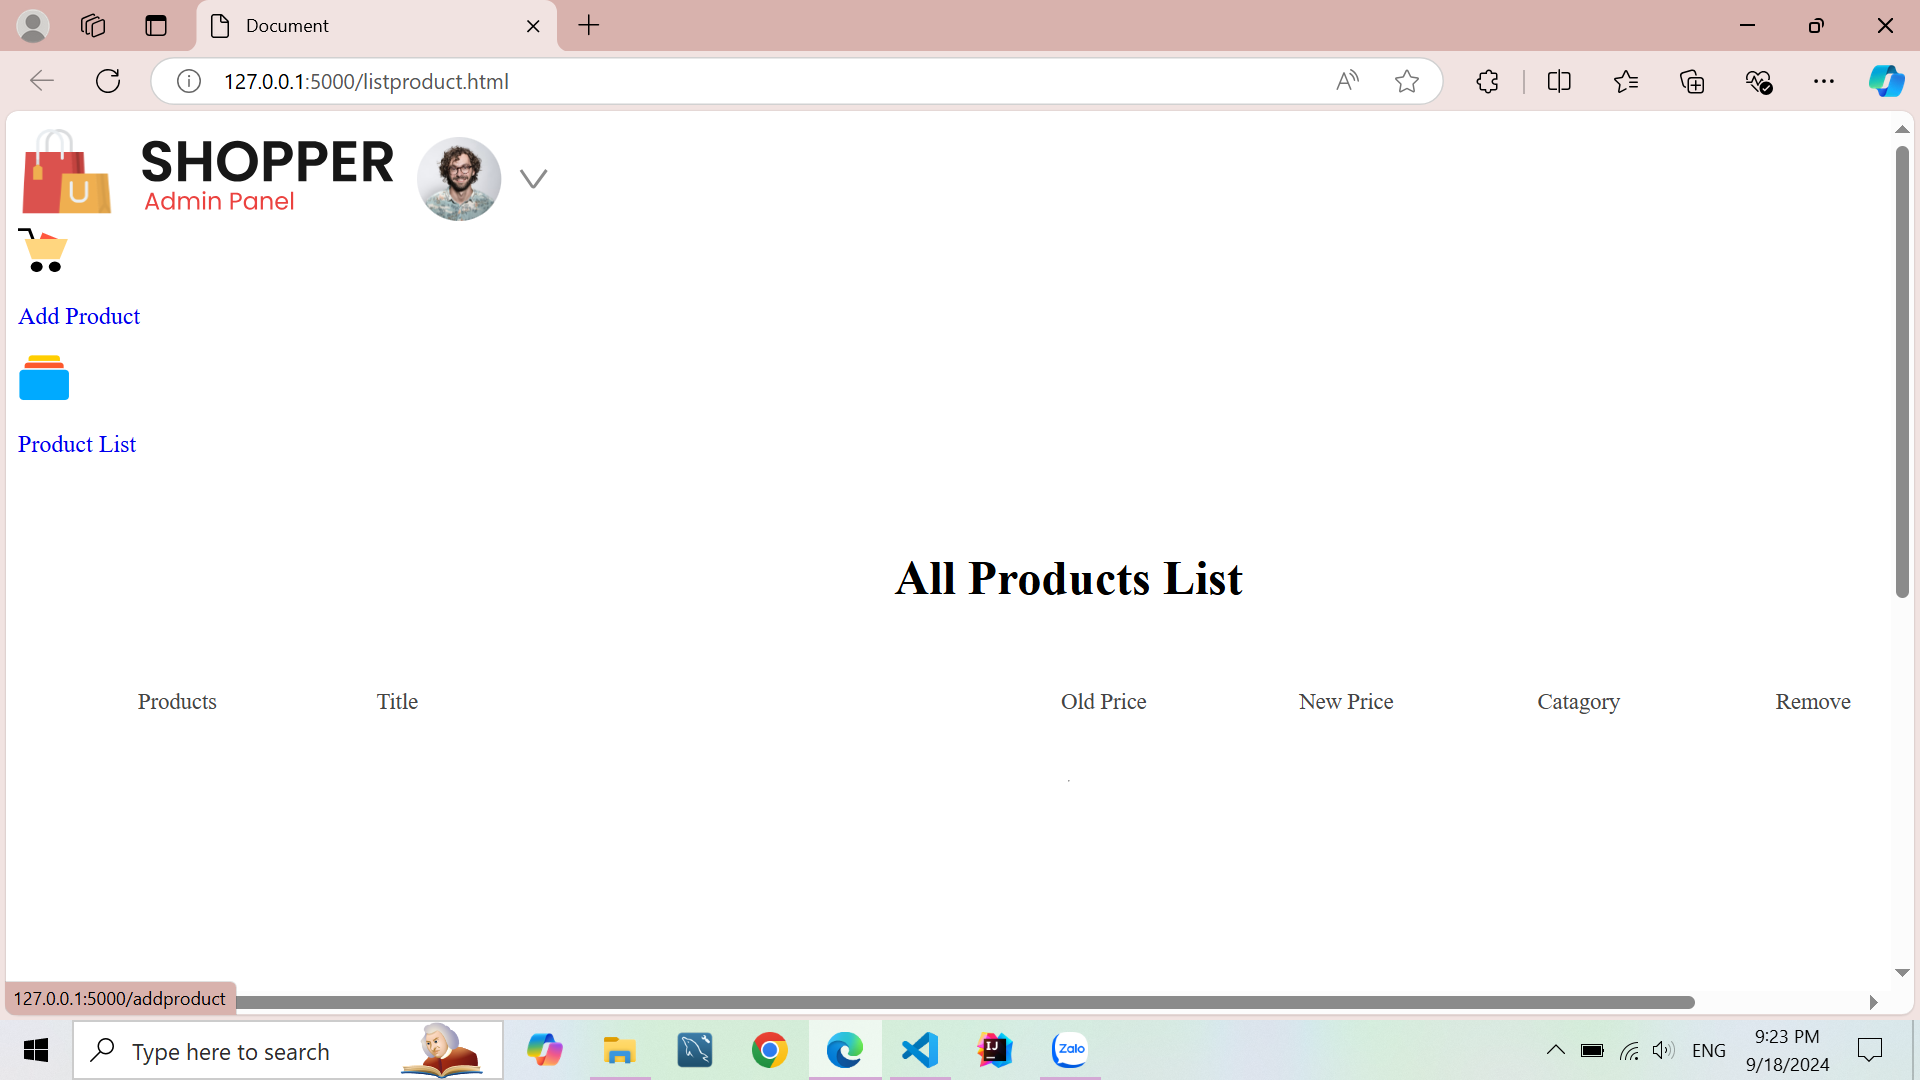 Document
127.0.0.1:5000/listproduct.html
SHOPPER
Admin Panel
U
Add Product
Product List
All Products List
Products Title Old Price New Price Catagory Remove
127.0.0.1:5000/addproduct
Type here to search
IJ
Zalo
ENG
9:23 PM
9/18/2024